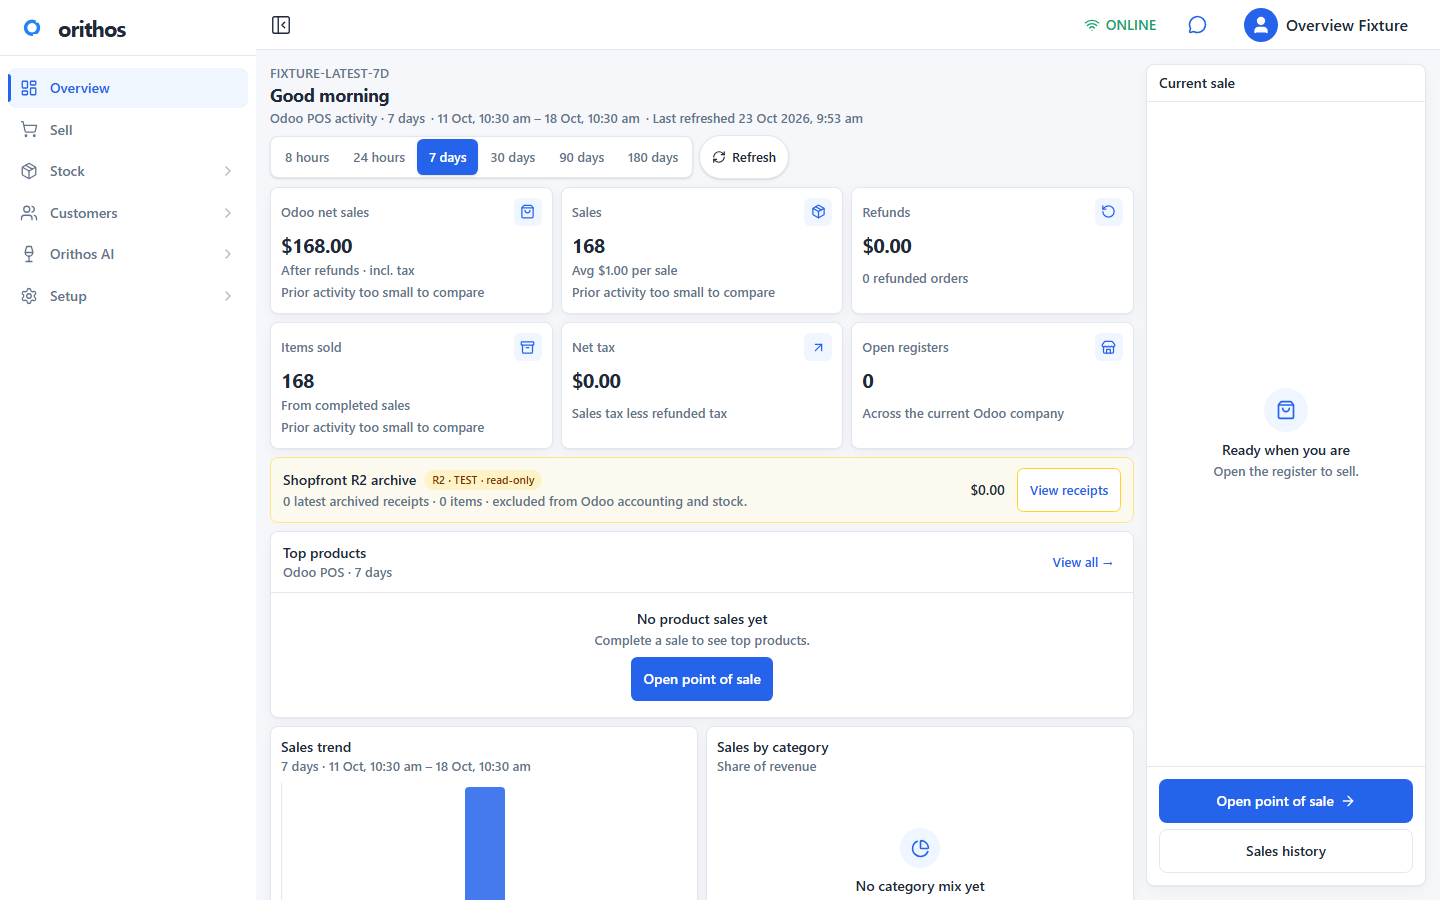 orithos
ONLINE
Overview Fixture
Overview
Sell
Stock
Customers
Orithos AI
Setup
FIXTURE-LATEST-7D
Good morning
Odoo POS activity · 7 days · 11 Oct, 10:30 am – 18 Oct, 10:30 am · Last refreshed 23 Oct 2026, 9:53 am
8 hours 24 hours 7 days 30 days 90 days 180 days Refresh
Odoo net sales
$168.00
After refunds · incl. tax
Prior activity too small to compare
Sales
168
Avg $1.00 per sale
Prior activity too small to compare
Refunds
$0.00
0 refunded orders
Items sold
168
From completed sales
Prior activity too small to compare
Net tax
$0.00
Sales tax less refunded tax
Open registers
0
Across the current Odoo company
Shopfront R2 archive R2 · TEST · read-only
0 latest archived receipts · 0 items · excluded from Odoo accounting and stock.
$0.00 View receipts
Top products
Odoo POS · 7 days
View all →
No product sales yet
Complete a sale to see top products.
Open point of sale
Sales trend
7 days · 11 Oct, 10:30 am – 18 Oct, 10:30 am
Sales by category
Share of revenue
No category mix yet
Current sale
Ready when you are
Open the register to sell.
Open point of sale →
Sales history